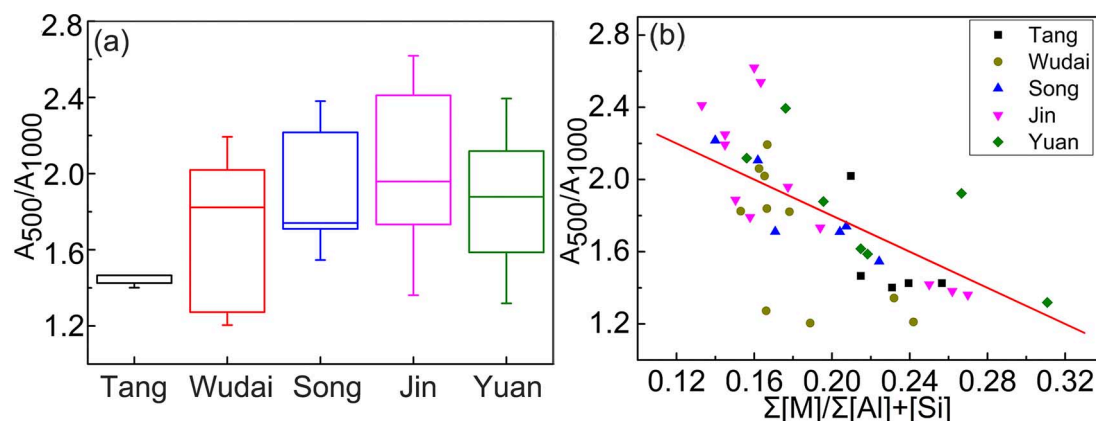 (a)
2.8
2.4
2.0
1.6
1.2
A500/A1000
Tang Wudai Song Jin Yuan
(b)
2.8
2.4
2.0
1.6
1.2
A500/A1000
Tang
Wudai
Song
Jin
Yuan
0.12 0.16 0.20 0.24 0.28 0.32
Σ[M]/Σ[Al]+[Si]